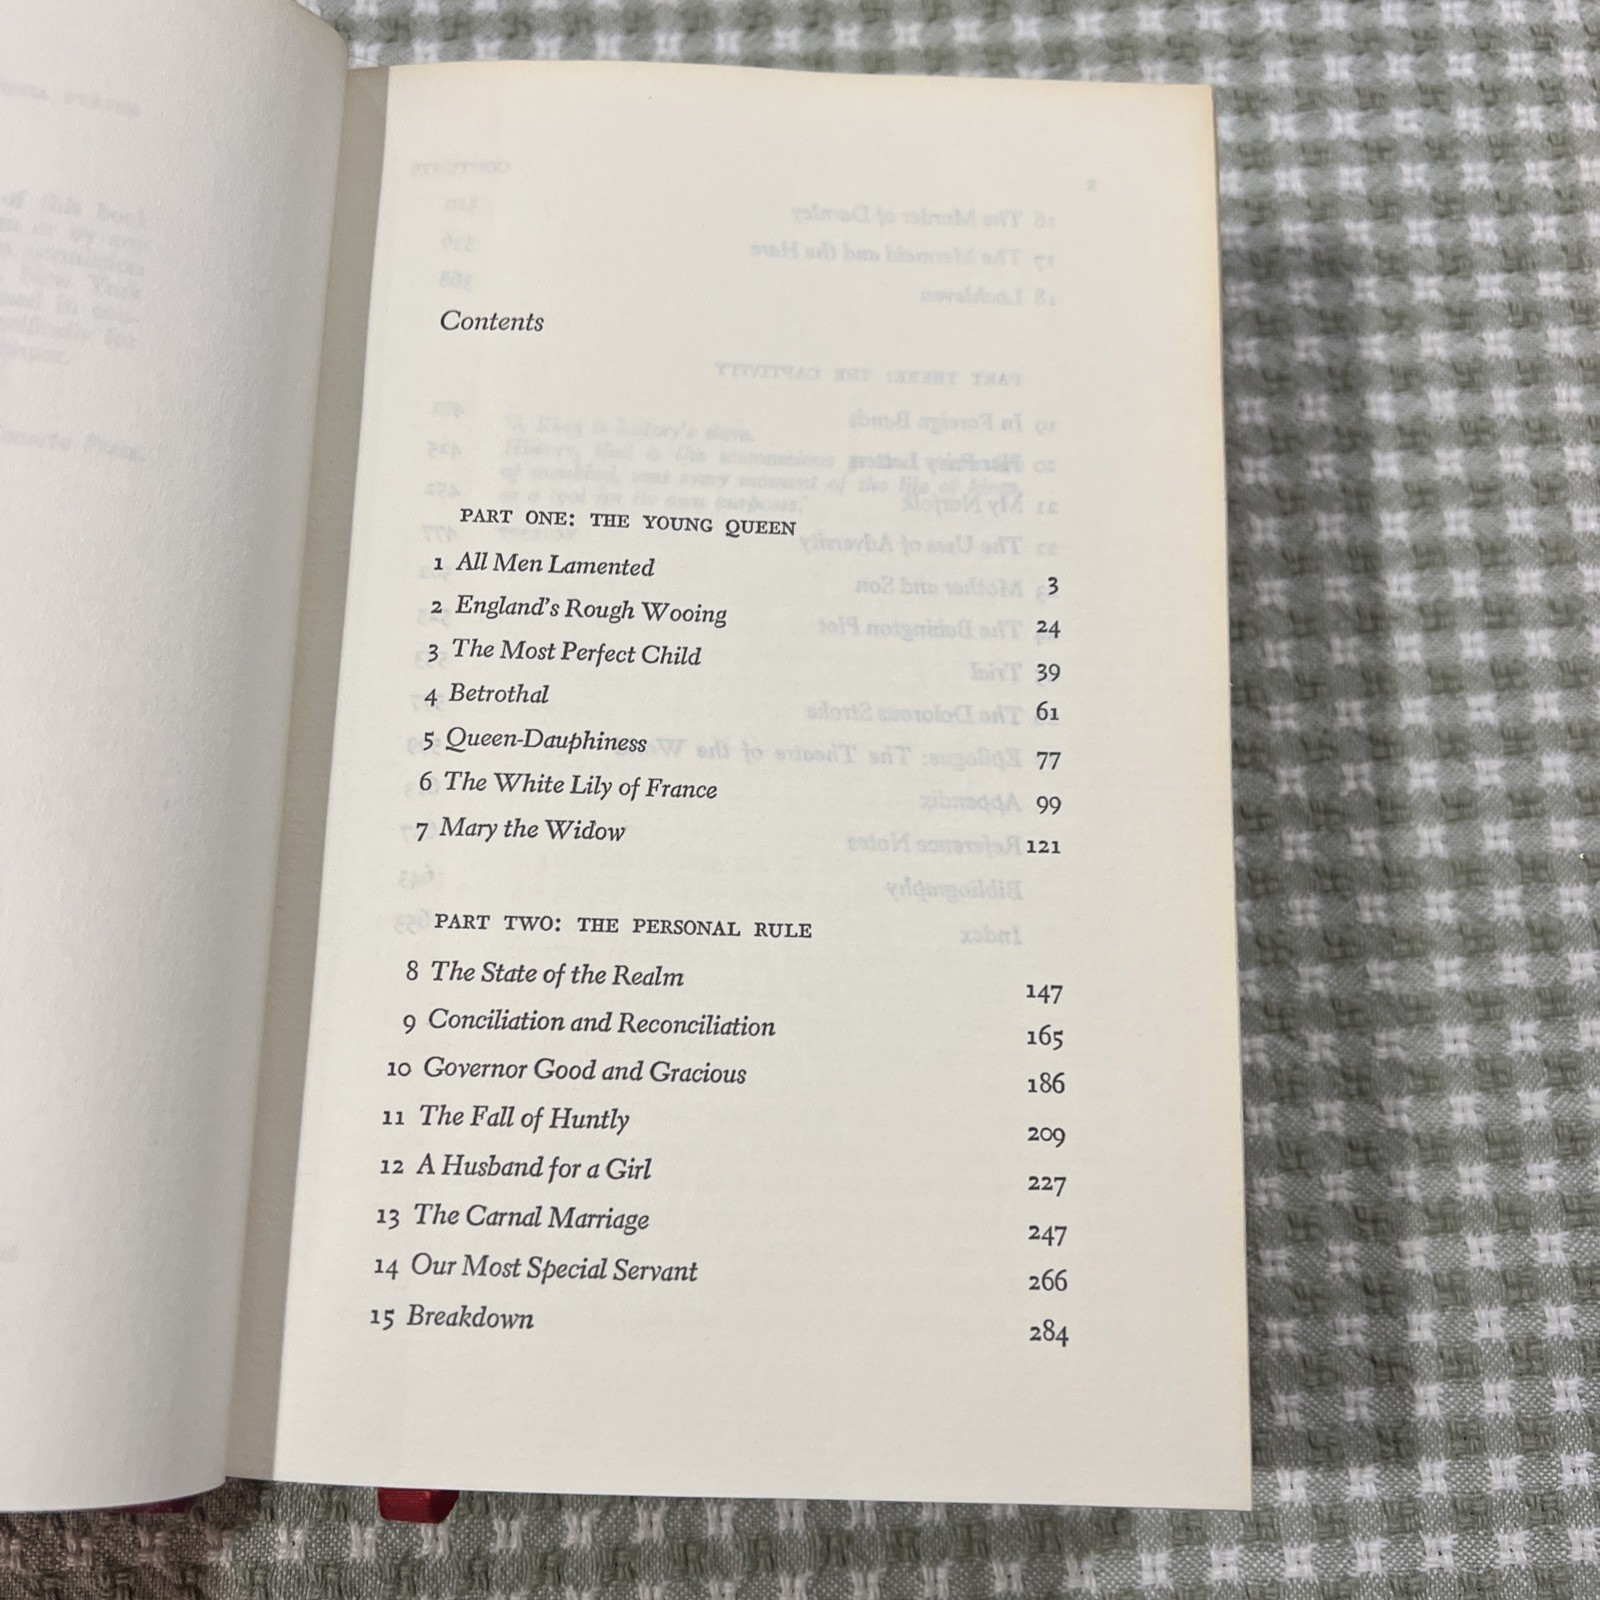 Contents
PART ONE: THE YOUNG QUEEN
1 All Men Lamented 3
2 England's Rough Wooing 24
3 The Most Perfect Child 39
4 Betrothal 61
5 Queen-Dauphiness 77
6 The White Lily of France 99
7 Mary the Widow 121
PART TWO: THE PERSONAL RULE
8 The State of the Realm 147
9 Conciliation and Reconciliation 165
10 Governor Good and Gracious 186
11 The Fall of Huntly 209
12 A Husband for a Girl 227
13 The Carnal Marriage 247
14 Our Most Special Servant 266
15 Breakdown 284